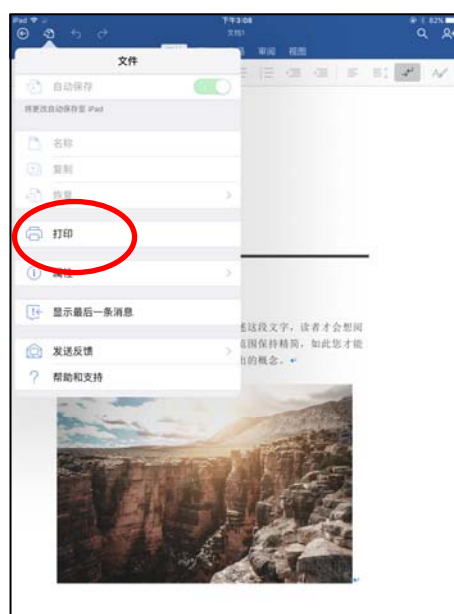 iPad
下午3:08
82%
文档1
审阅 视图
文件
自动保存
将更改自动保存至 iPad
名称
复制
恢复
打印
属性
显示最后一条消息
述这段文字，读者才会想阅
范围保持精简，如此您才能
出的概念。
发送反馈
帮助和支持